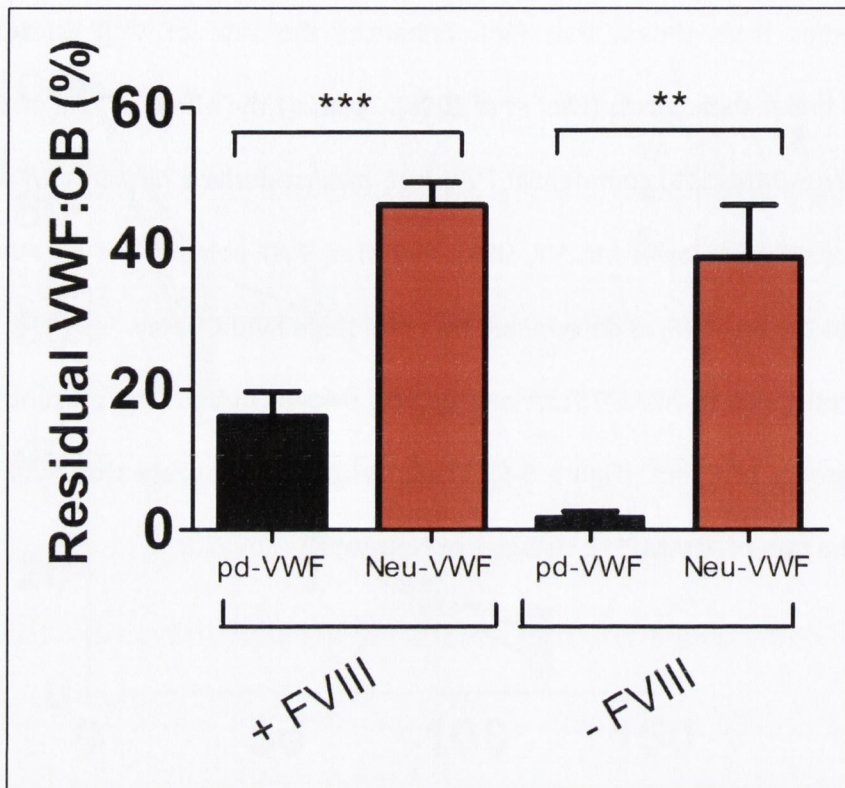 Residual VWF:CB (%)
60
40
20
0
***
**
pd-VWF
Neu-VWF
pd-VWF
Neu-VWF
+ FVIII
- FVIII